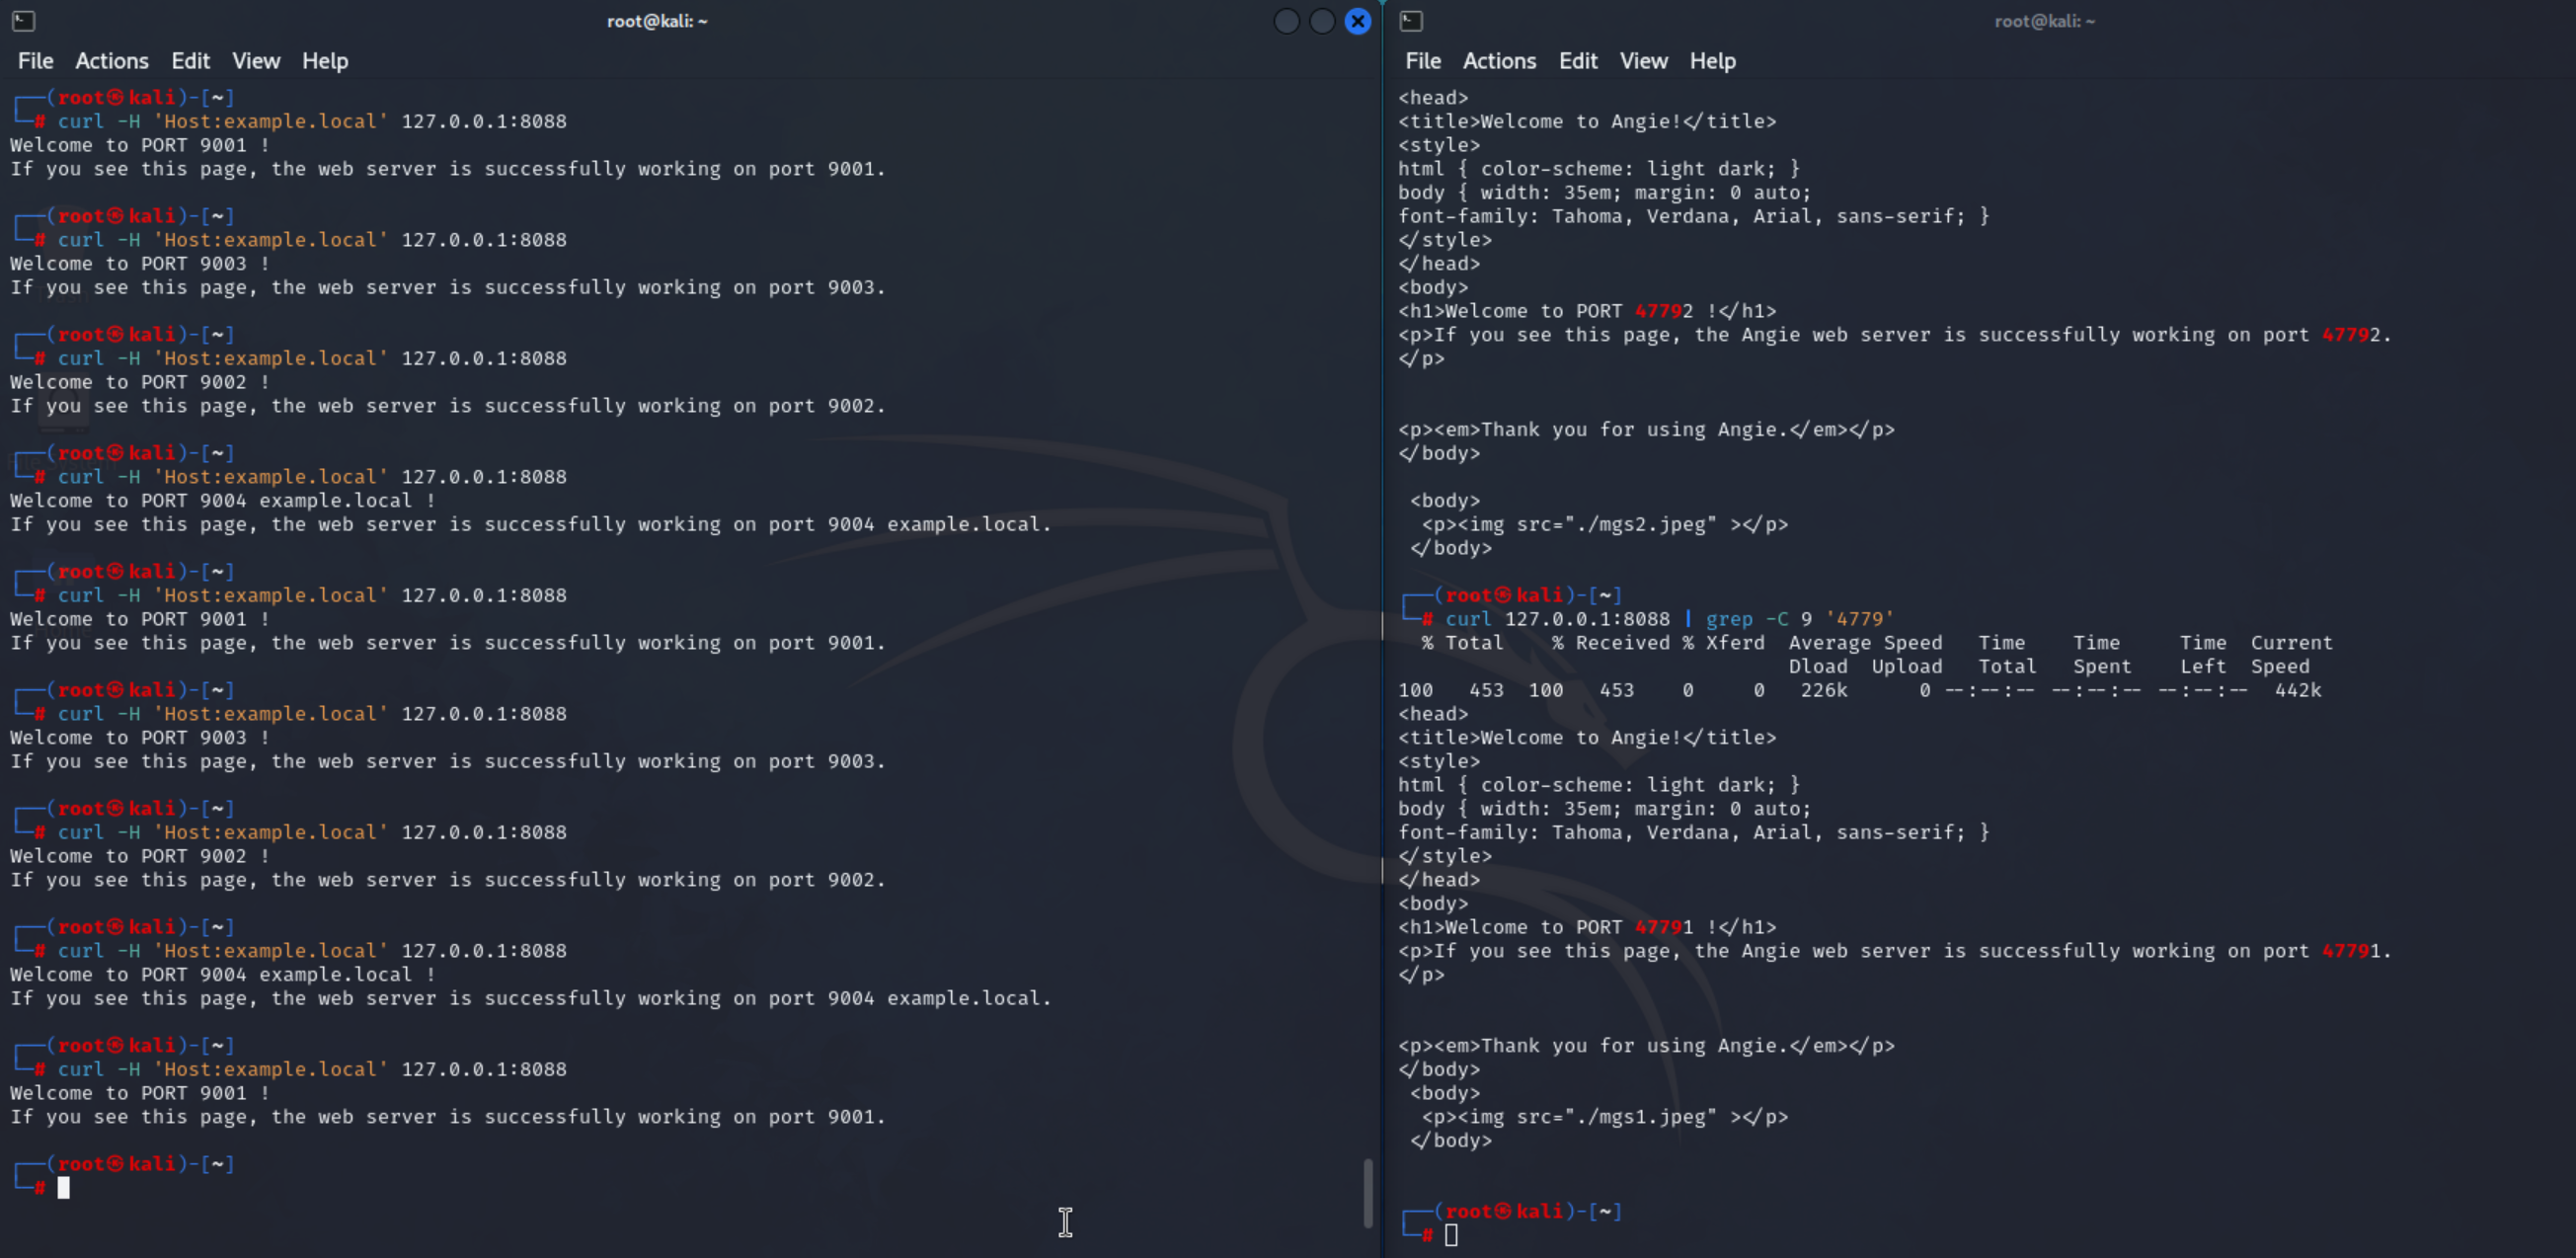 root@kali: ~
File Actions Edit View Help
┌──(root㉿kali)-[~]
└─# curl -H 'Host:example.local' 127.0.0.1:8088
Welcome to PORT 9001 !
If you see this page, the web server is successfully working on port 9001.
┌──(root㉿kali)-[~]
└─# curl -H 'Host:example.local' 127.0.0.1:8088
Welcome to PORT 9003 !
If you see this page, the web server is successfully working on port 9003.
┌──(root㉿kali)-[~]
└─# curl -H 'Host:example.local' 127.0.0.1:8088
Welcome to PORT 9002 !
If you see this page, the web server is successfully working on port 9002.
┌──(root㉿kali)-[~]
└─# curl -H 'Host:example.local' 127.0.0.1:8088
Welcome to PORT 9004 example.local !
If you see this page, the web server is successfully working on port 9004 example.local.
┌──(root㉿kali)-[~]
└─# curl -H 'Host:example.local' 127.0.0.1:8088
Welcome to PORT 9001 !
If you see this page, the web server is successfully working on port 9001.
┌──(root㉿kali)-[~]
└─# curl -H 'Host:example.local' 127.0.0.1:8088
Welcome to PORT 9003 !
If you see this page, the web server is successfully working on port 9003.
┌──(root㉿kali)-[~]
└─# curl -H 'Host:example.local' 127.0.0.1:8088
Welcome to PORT 9002 !
If you see this page, the web server is successfully working on port 9002.
┌──(root㉿kali)-[~]
└─# curl -H 'Host:example.local' 127.0.0.1:8088
Welcome to PORT 9004 example.local !
If you see this page, the web server is successfully working on port 9004 example.local.
┌──(root㉿kali)-[~]
└─# curl -H 'Host:example.local' 127.0.0.1:8088
Welcome to PORT 9001 !
If you see this page, the web server is successfully working on port 9001.
┌──(root㉿kali)-[~]
└─#
root@kali: ~
File Actions Edit View Help
<head>
<title>Welcome to Angie!</title>
<style>
html { color-scheme: light dark; }
body { width: 35em; margin: 0 auto;
font-family: Tahoma, Verdana, Arial, sans-serif; }
</style>
</head>
<body>
<h1>Welcome to PORT 47792 !</h1>
<p>If you see this page, the Angie web server is successfully working on port 47792.
</p>
<p><em>Thank you for using Angie.</em></p>
</body>
<body>
<p><img src="./mgs2.jpeg" ></p>
</body>
┌──(root㉿kali)-[~]
└─# curl 127.0.0.1:8088 | grep -C 9 '4779'
% Total % Received % Xferd Average Speed Time Time Time Current
Dload Upload Total Spent Left Speed
100 453 100 453 0 0 226k 0 --:--:-- --:--:-- --:--:-- 442k
<head>
<title>Welcome to Angie!</title>
<style>
html { color-scheme: light dark; }
body { width: 35em; margin: 0 auto;
font-family: Tahoma, Verdana, Arial, sans-serif; }
</style>
</head>
<body>
<h1>Welcome to PORT 47791 !</h1>
<p>If you see this page, the Angie web server is successfully working on port 47791.
</p>
<p><em>Thank you for using Angie.</em></p>
</body>
<body>
<p><img src="./mgs1.jpeg" ></p>
</body>
┌──(root㉿kali)-[~]
└─#